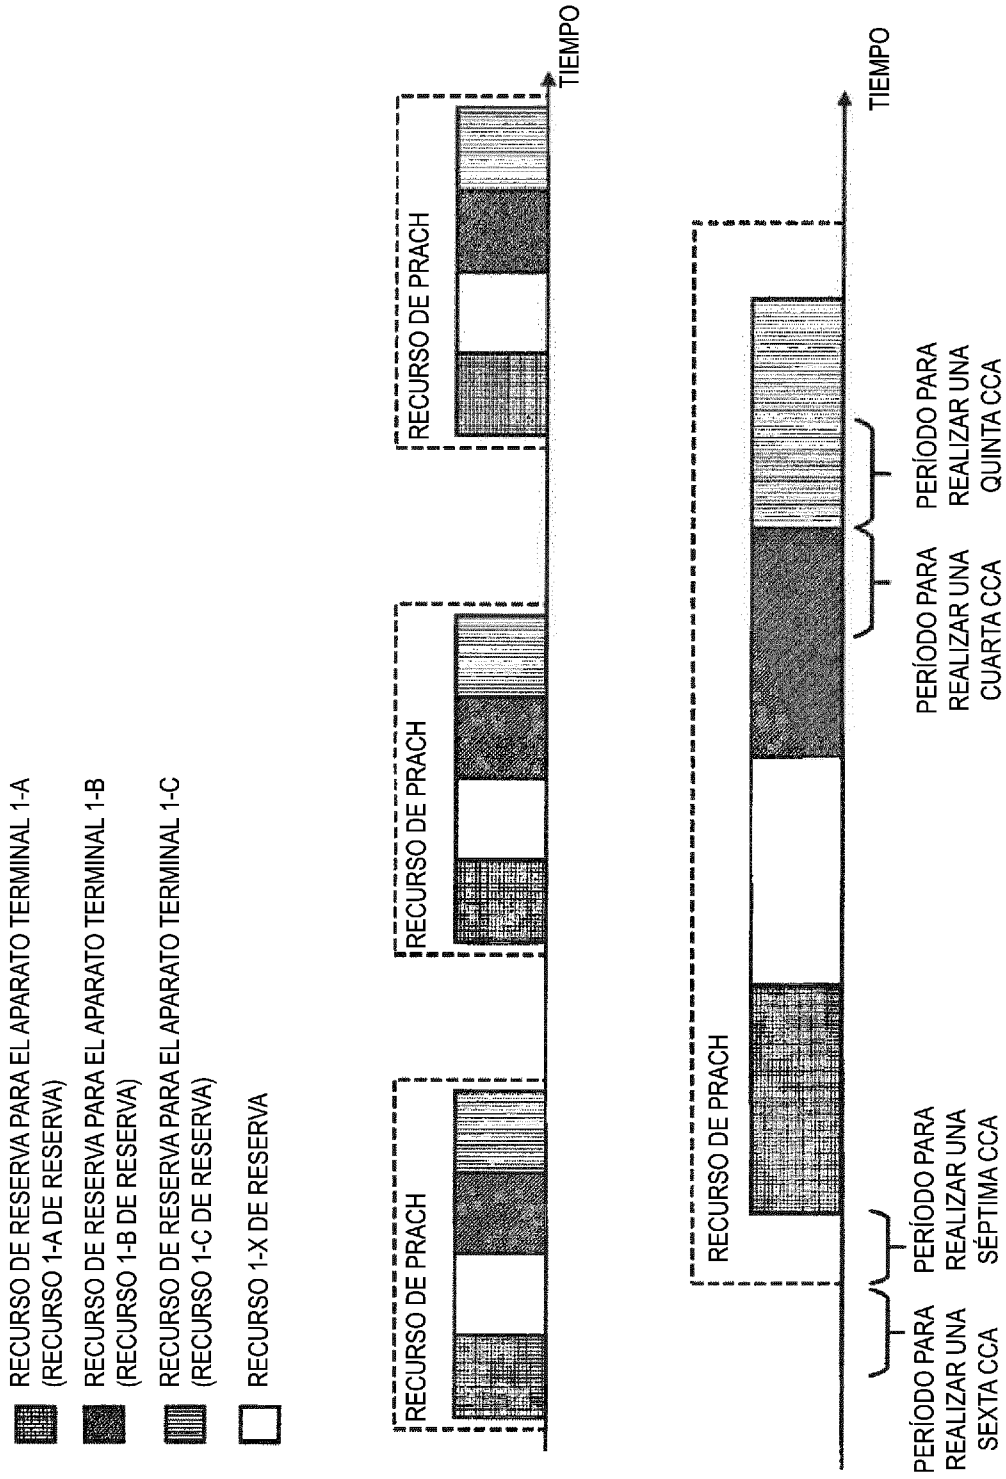 RECURSO DE RESERVA PARA EL APARATO TERMINAL 1-A
(RECURSO 1-A DE RESERVA)
RECURSO DE RESERVA PARA EL APARATO TERMINAL 1-B
(RECURSO 1-B DE RESERVA)
RECURSO DE RESERVA PARA EL APARATO TERMINAL 1-C
(RECURSO 1-C DE RESERVA)
RECURSO 1-X DE RESERVA
RECURSO DE PRACH
RECURSO DE PRACH
RECURSO DE PRACH
TIEMPO
RECURSO DE PRACH
TIEMPO
PERÍODO PARA
REALIZAR UNA
SEXTA CCA
PERÍODO PARA
REALIZAR UNA
SÉPTIMA CCA
PERÍODO PARA
REALIZAR UNA
CUARTA CCA
PERÍODO PARA
REALIZAR UNA
QUINTA CCA